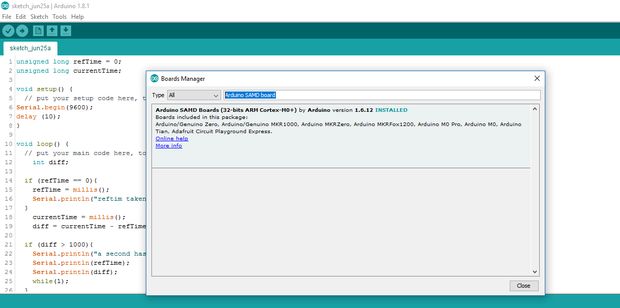 sketch_jun25a | Arduino 1.8.1
File Edit Sketch Tools Help
sketch_jun25a
1 unsigned long refTime = 0;
2 unsigned long currentTime;
3
4 void setup() {
5 // put your setup code here, t
6 Serial.begin(9600);
7 delay (10);
8 }
9
10 void loop() {
11 // put your main code here, to
12 int diff;
13
14 if (refTime == 0){
15 refTime = millis();
16 Serial.println("reftim taken
17 }
18 currentTime = millis();
19 diff = currentTime - refTime
20
21 if (diff > 1000){
22 Serial.println("a second has
23 Serial.println(refTime);
24 Serial.println(diff);
25 while(1);
26 }
Boards Manager
Type All Arduino SAMD board
Arduino SAMD Boards (32-bits ARM Cortex-M0+) by Arduino version 1.6.12 INSTALLED
Boards included in this package:
Arduino/Genuino Zero, Arduino/Genuino MKR1000, Arduino MKRZero, Arduino MKRFox1200, Arduino M0 Pro, Arduino M0, Arduino
Tian, Adafruit Circuit Playground Express.
Online help
More info
Close